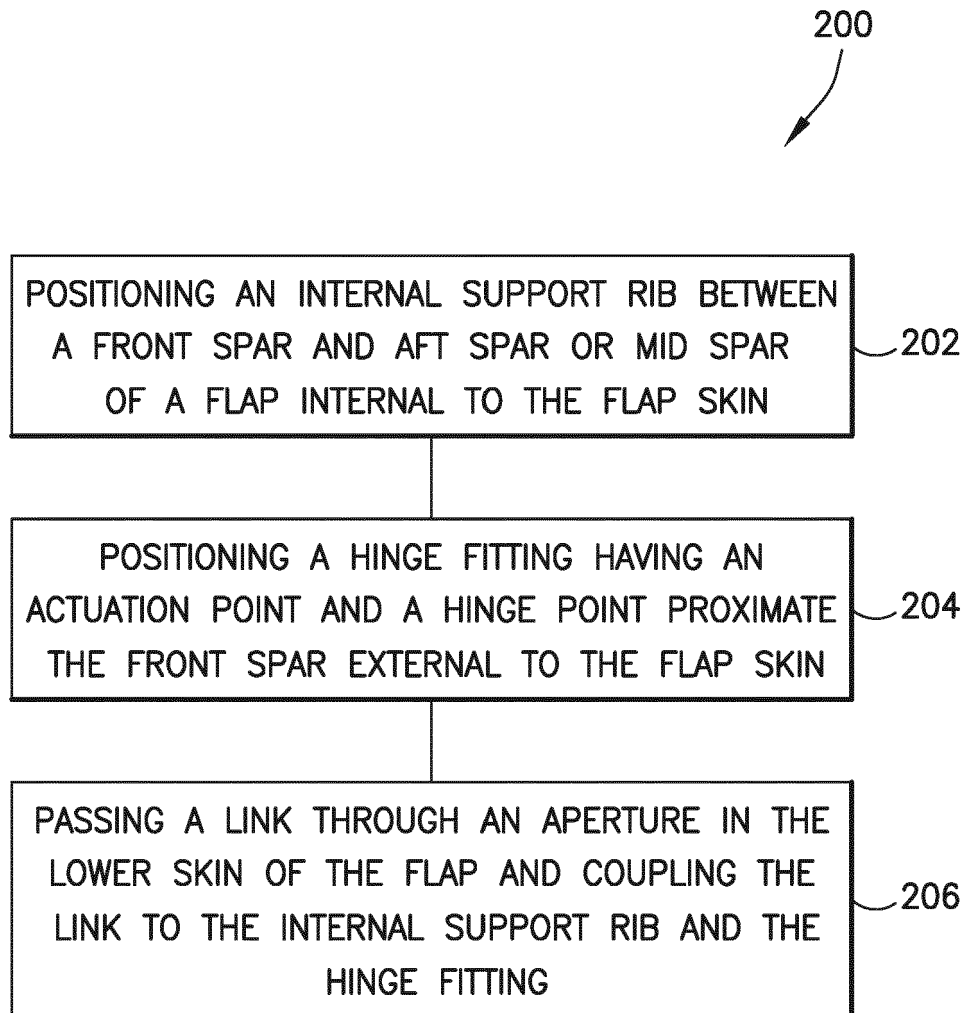 200
POSITIONING AN INTERNAL SUPPORT RIB BETWEEN
A FRONT SPAR AND AFT SPAR OR MID SPAR
OF A FLAP INTERNAL TO THE FLAP SKIN
202
POSITIONING A HINGE FITTING HAVING AN
ACTUATION POINT AND A HINGE POINT PROXIMATE
THE FRONT SPAR EXTERNAL TO THE FLAP SKIN
204
PASSING A LINK THROUGH AN APERTURE IN THE
LOWER SKIN OF THE FLAP AND COUPLING THE
LINK TO THE INTERNAL SUPPORT RIB AND THE
HINGE FITTING
206